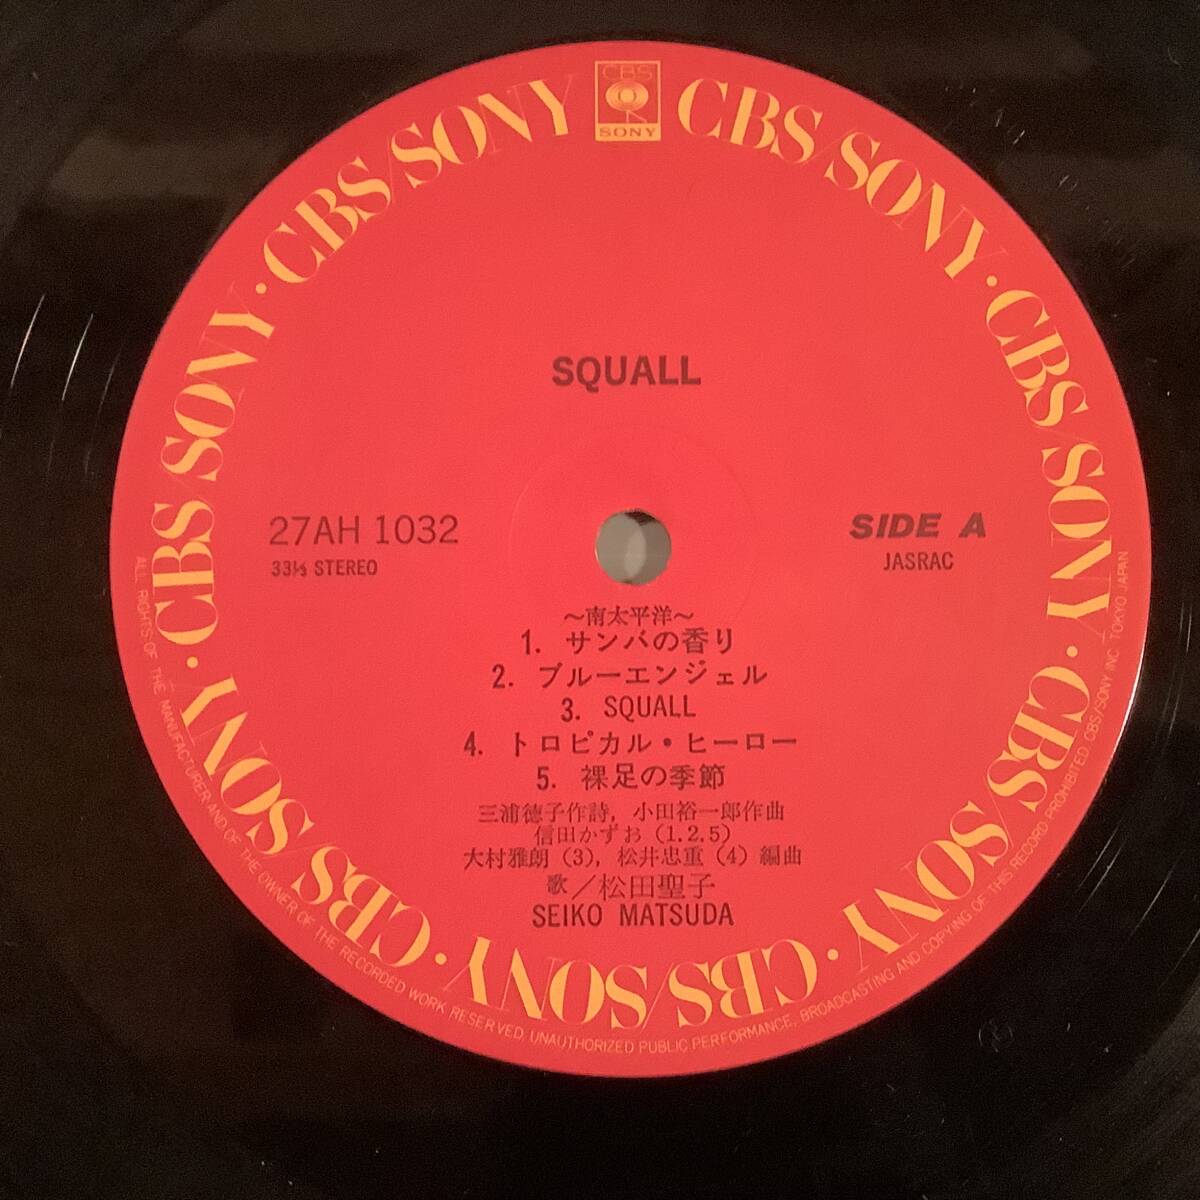 CBS
SONY
CBS/SONY · CBS/SONY · CBS/SONY · CBS/SONY · CBS/SONY · CBS/SONY · CBS/SONY · CBS/SONY
SQUALL
27AH 1032
33⅓ STEREO
SIDE A
JASRAC
〜南太平洋〜
1. サンバの香り
2. ブルーエンジェル
3. SQUALL
4. トロピカル・ヒーロー
5. 裸足の季節
三浦徳子作詩, 小田裕一郎作曲
信田かずお (1.2.5)
大村雅朗 (3), 松井忠重 (4) 編曲
歌／松田聖子
SEIKO MATSUDA
ALL RIGHTS OF THE MANUFACTURER AND OF THE OWNER OF THE RECORDED WORK RESERVED. UNAUTHORIZED PUBLIC PERFORMANCE, BROADCASTING AND COPYING OF THIS RECORD PROHIBITED. CBS/SONY INC. TOKYO JAPAN